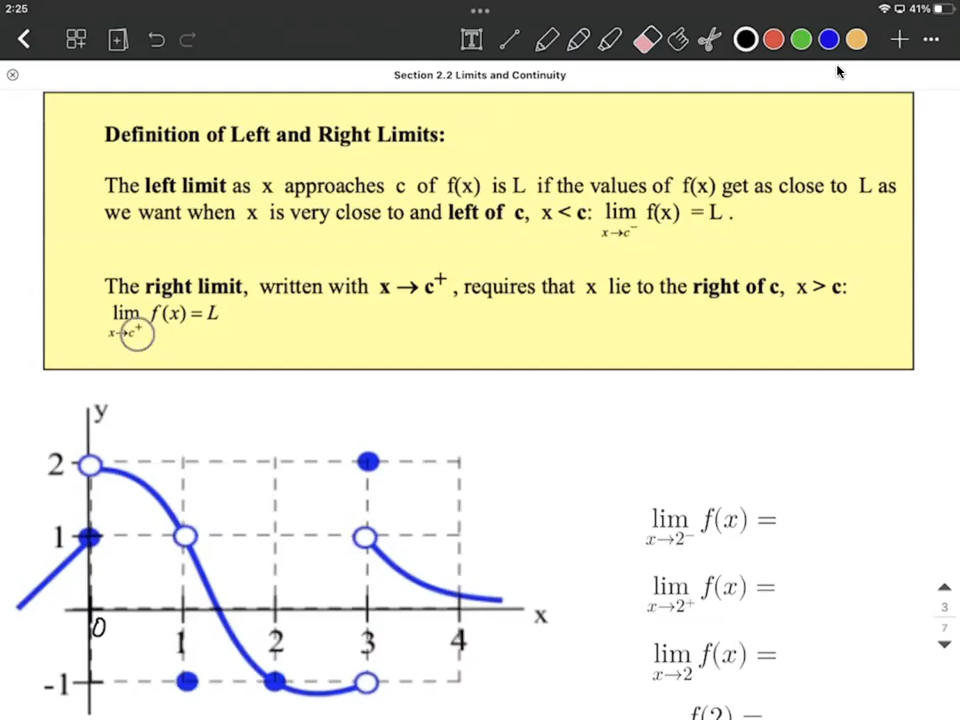 2:25
41%
Section 2.2 Limits and Continuity
Definition of Left and Right Limits:
The left limit as x approaches c of f(x) is L if the values of f(x) get as close to L as
we want when x is very close to and left of c, x < c: lim f(x) = L .
x→c⁻
The right limit, written with x → c⁺ , requires that x lie to the right of c, x > c:
lim f(x) = L
x→c⁺
y
2
1
0
1
2
3
4
x
-1
lim f(x) =
x→2⁻
lim f(x) =
x→2⁺
lim f(x) =
x→2
f(2) =
3
7